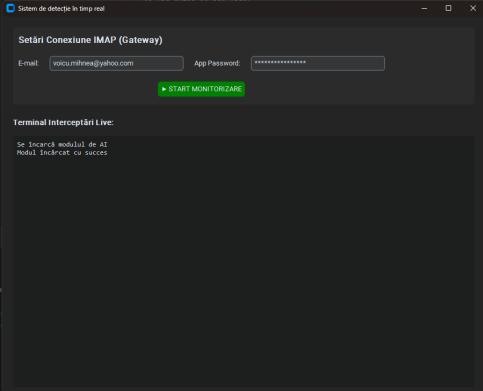 Sistem de detecție în timp real
Setări Conexiune IMAP (Gateway)
E-mail: voicu.mihnea@yahoo.com App Password: ****************
▶ START MONITORIZARE
Terminal Interceptări Live:
Se încarcă modulul de AI
Modul încărcat cu succes